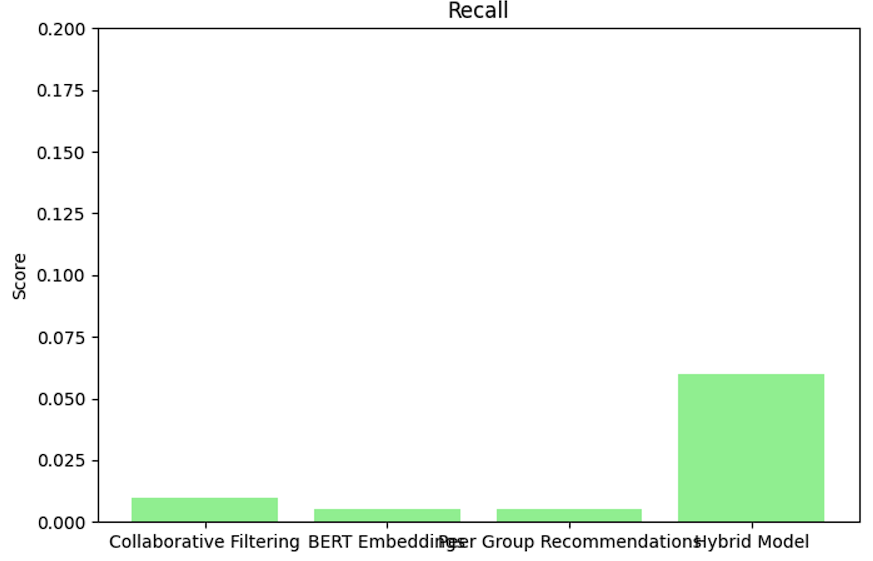 Recall
0.200
0.175
0.150
0.125
0.100
0.075
0.050
0.025
0.000
Score
Collaborative Filtering
BERT Embeddings
Peer Group Recommendations
Hybrid Model